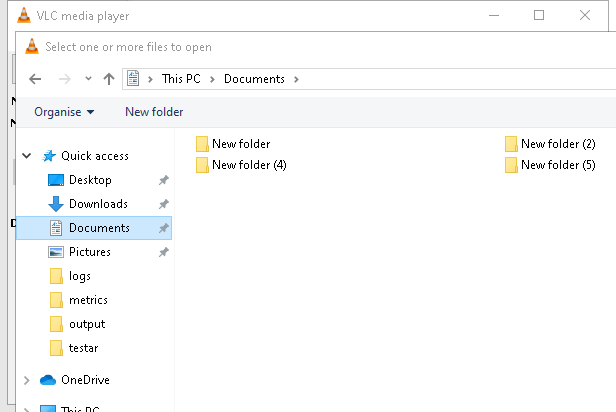 VLC media player
Select one or more files to open
This PC > Documents >
Organise New folder
New folder New folder (2)
New folder (4) New folder (5)
Quick access
Desktop
Downloads
Documents
Pictures
logs
metrics
output
testar
OneDrive
This PC